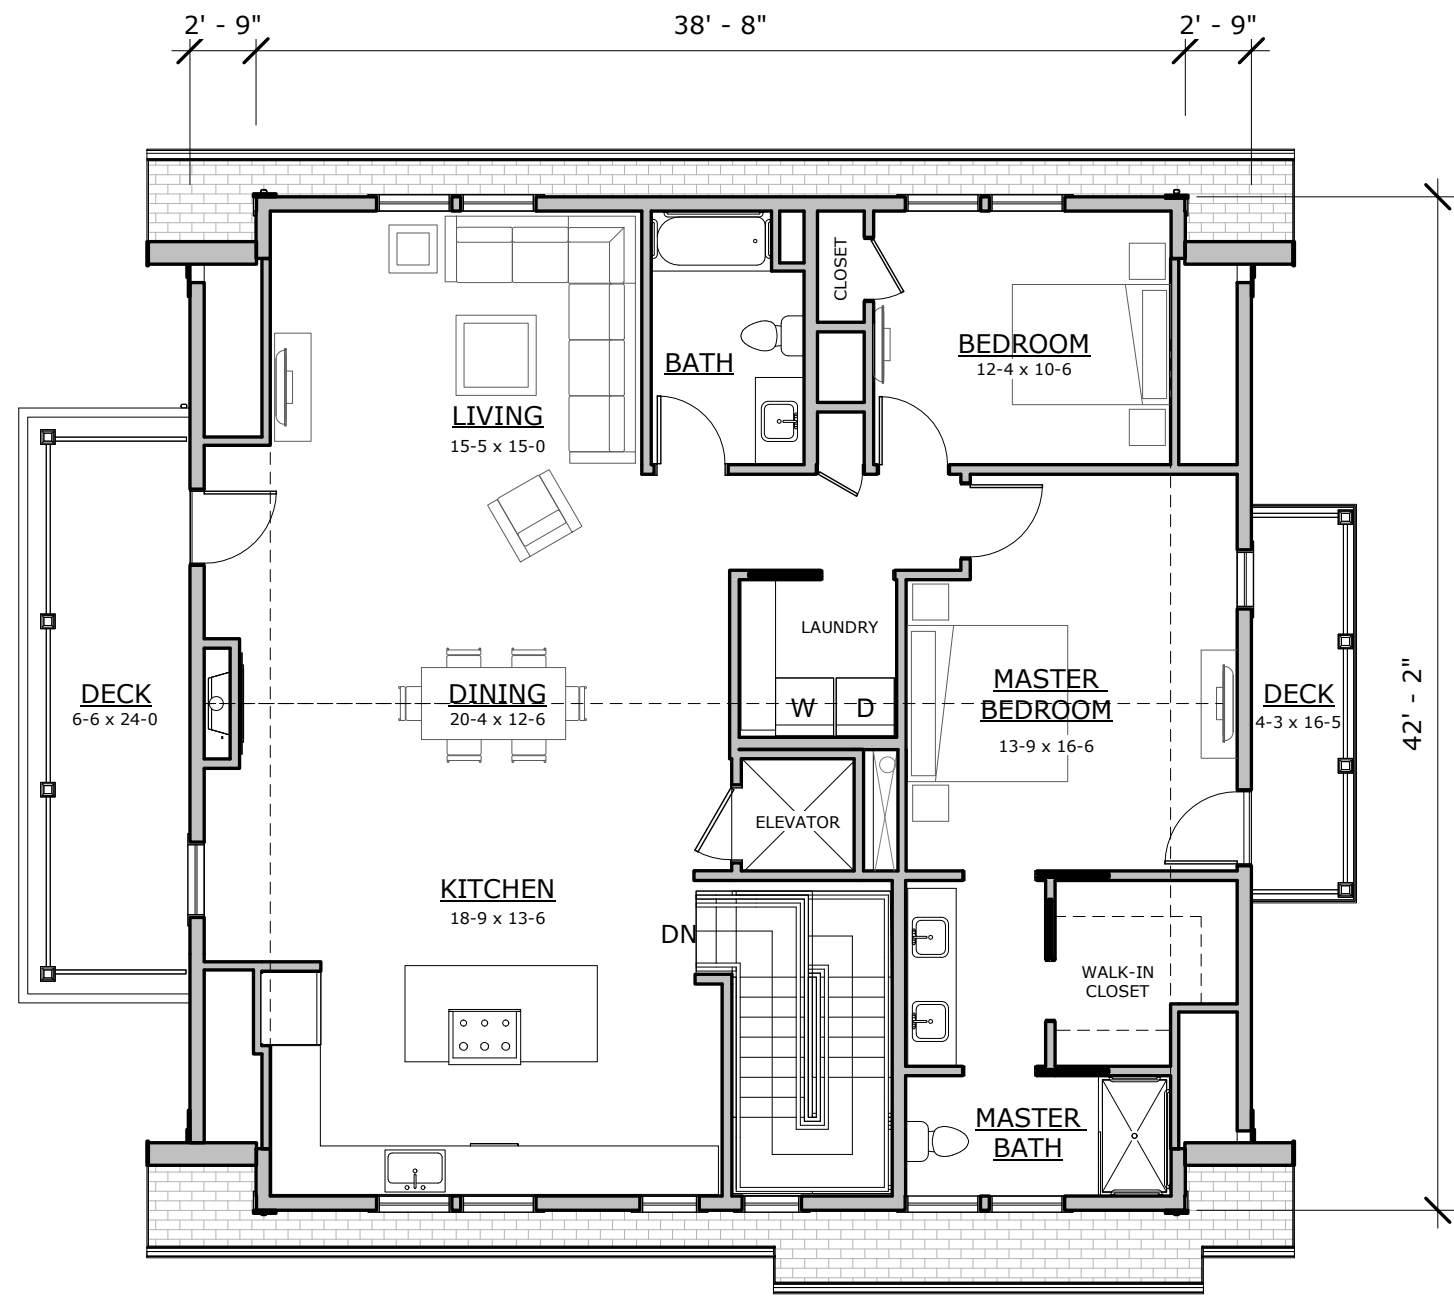 2' - 9"
38' - 8"
2' - 9"
CLOSET
BATH
BEDROOM
12-4 x 10-6
LIVING
15-5 x 15-0
LAUNDRY
W
D
DECK
6-6 x 24-0
DINING
20-4 x 12-6
MASTER
BEDROOM
13-9 x 16-6
DECK
4-3 x 16-5
42' - 2"
ELEVATOR
KITCHEN
18-9 x 13-6
DN
WALK-IN
CLOSET
MASTER
BATH